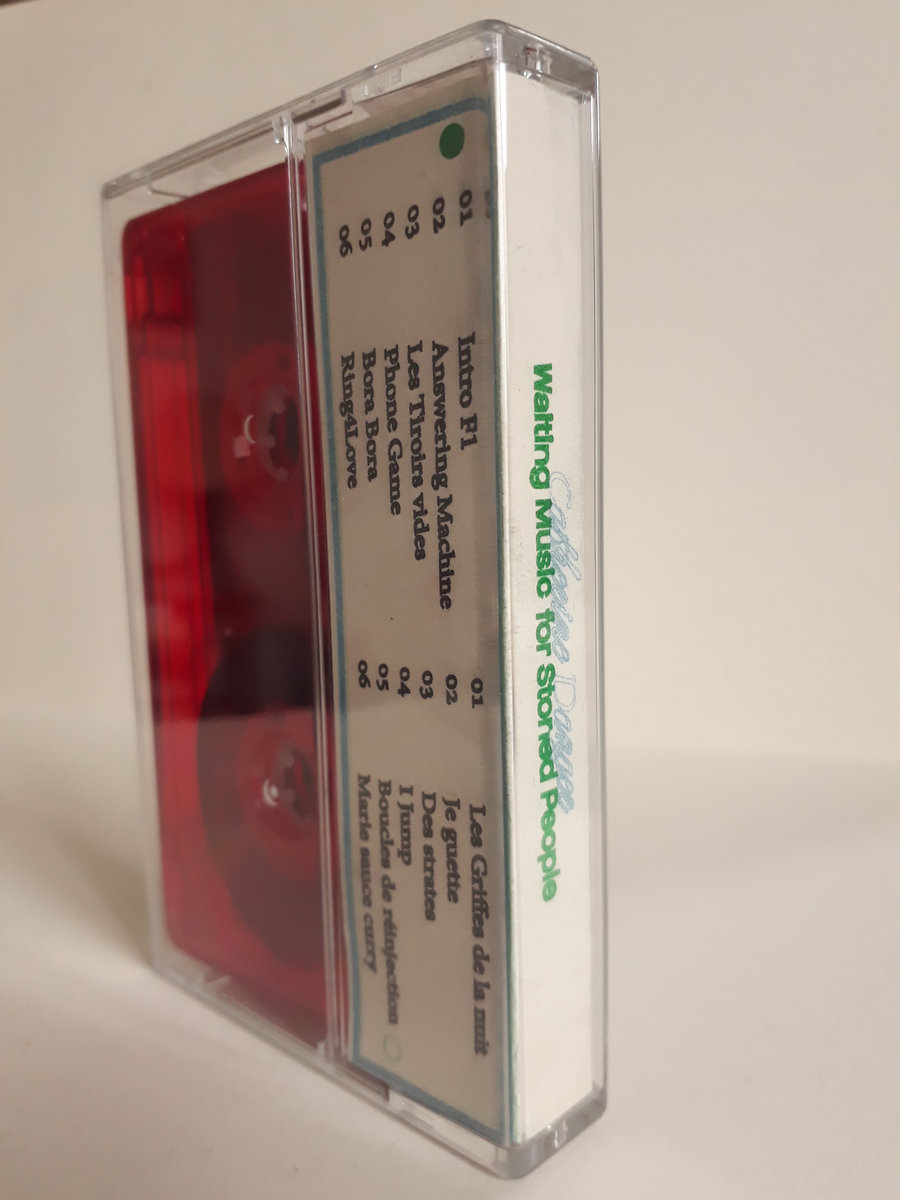 Catherine Danger
Waiting Music for Stoned People
01 Intro F1
02 Answering Machine
03 Les Tiroirs vides
04 Phone Game
05 Bora Bora
06 Ring4Love
01 Les Griffes de la nuit
02 Je guette
03 Des strates
04 I Jump
05 Boucles de réinjection
06 Marie sauce curry